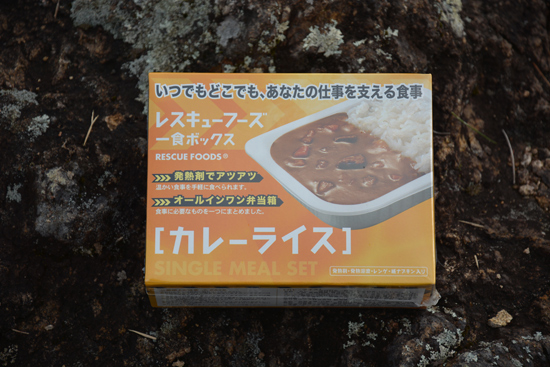 いつでもどこでも、あなたの仕事を支える食事
レスキューフーズ
一食ボックス
RESCUE FOODS®
発熱剤でアツアツ
温かい食事を手軽に食べられます。
オールインワン弁当箱
食事に必要なものを一つにまとめました。
[カレーライス]
SINGLE MEAL SET